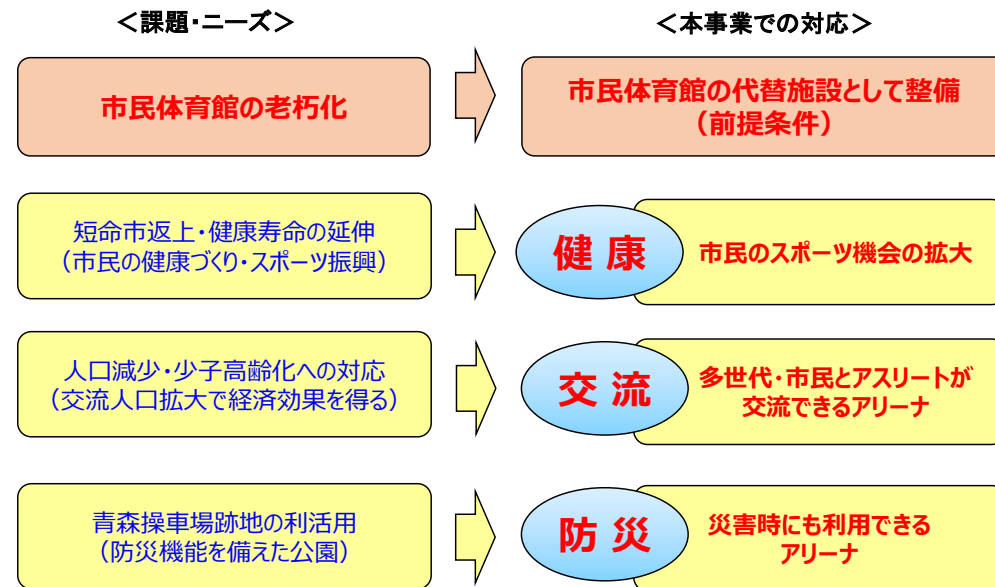 ＜課題・ニーズ＞
＜本事業での対応＞
市民体育館の老朽化
市民体育館の代替施設として整備
（前提条件）
短命市返上・健康寿命の延伸
（市民の健康づくり・スポーツ振興）
健 康
市民のスポーツ機会の拡大
人口減少・少子高齢化への対応
（交流人口拡大で経済効果を得る）
交 流
多世代・市民とアスリートが
交流できるアリーナ
青森操車場跡地の利活用
（防災機能を備えた公園）
防 災
災害時にも利用できる
アリーナ